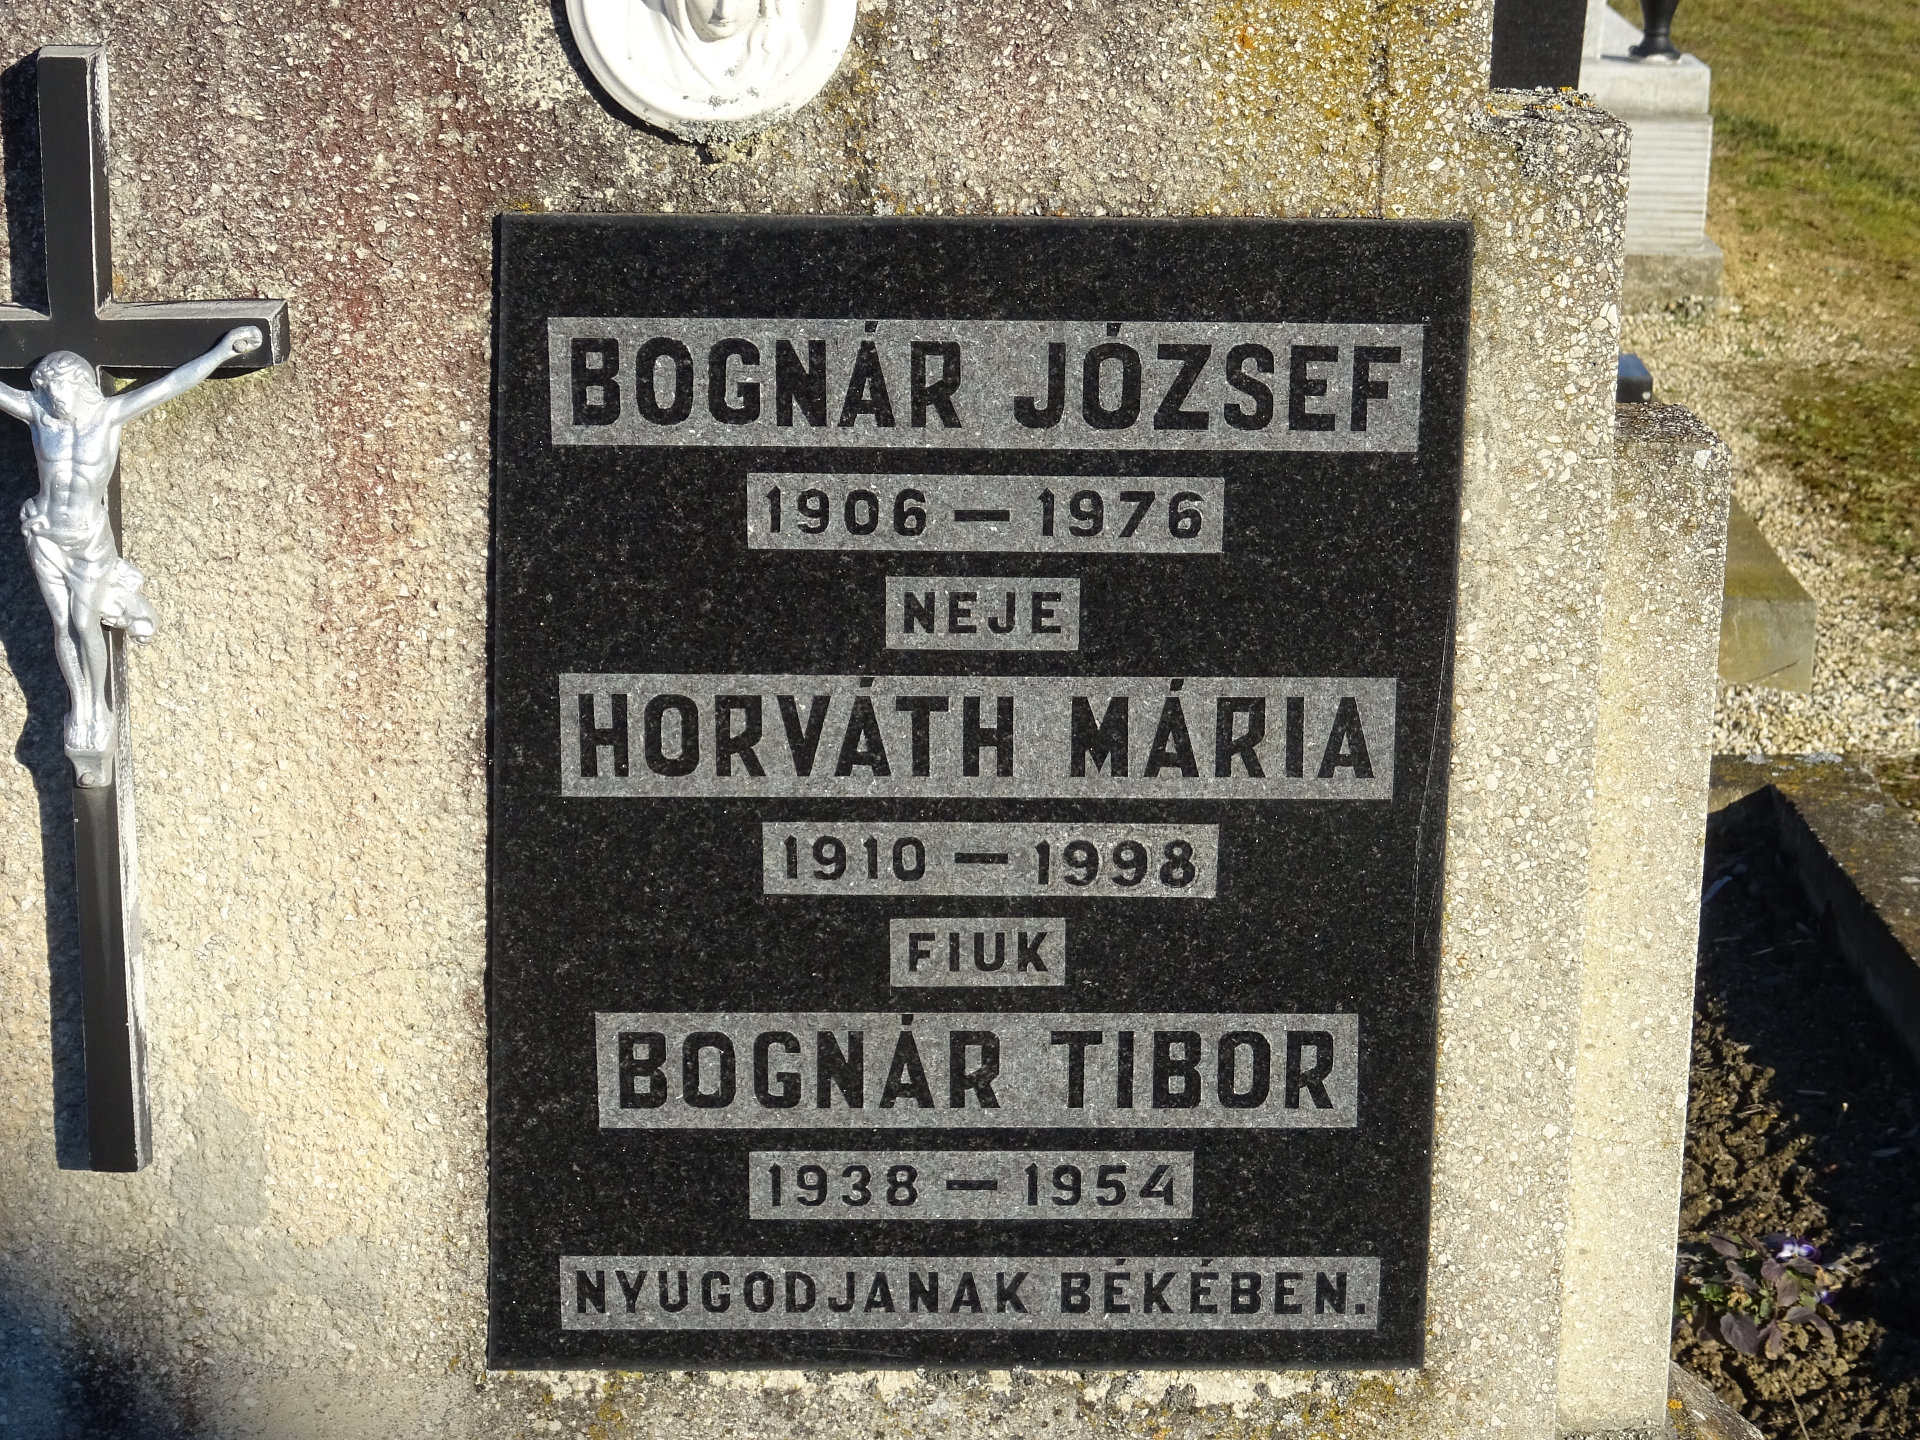 BOGNÁR JÓZSEF
1906 – 1976
NEJE
HORVÁTH MÁRIA
1910 – 1998
FIUK
BOGNÁR TIBOR
1938 – 1954
NYUGODJANAK BÉKÉBEN.